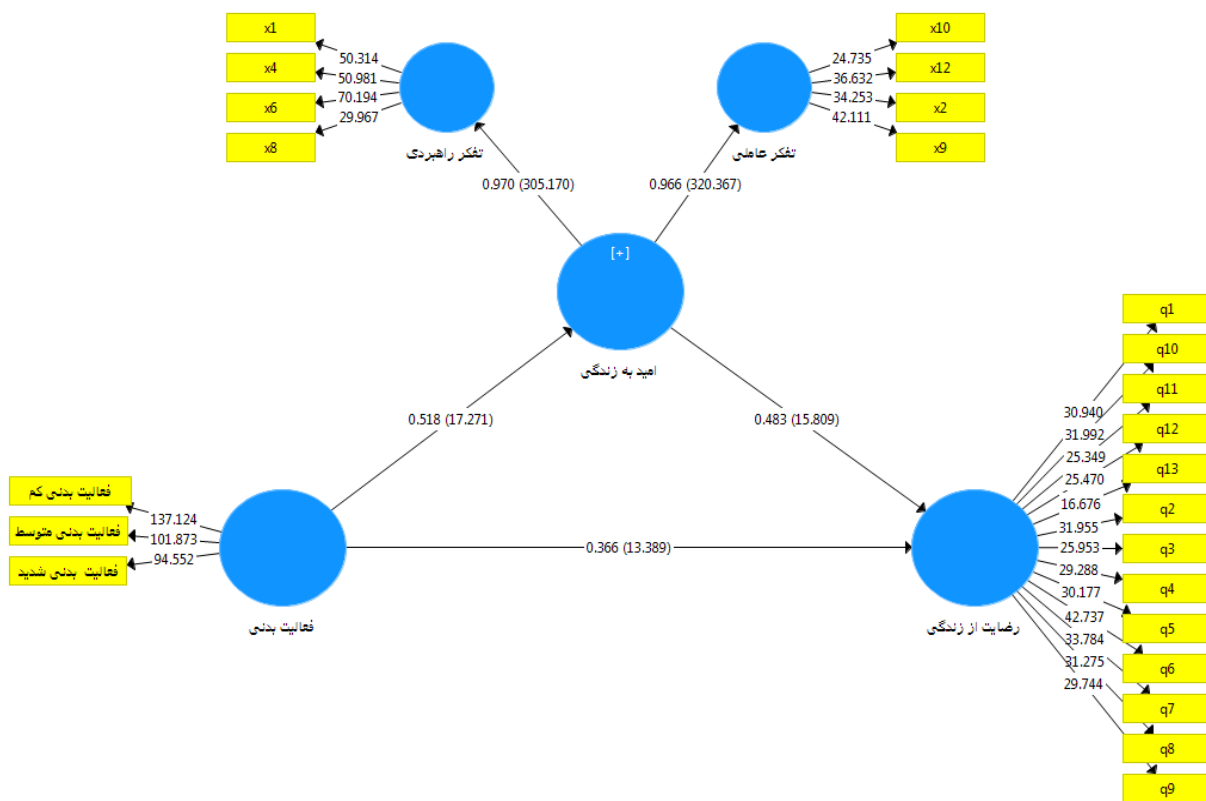 x1
x4
x6
x8
50.314
50.981
70.194
29.967
تفکر راهبردی
x10
x12
x2
x9
24.735
36.632
34.253
42.111
تفکر عاملی
0.970 (305.170)
0.966 (320.367)
[+]
امید به زندگی
0.518 (17.271)
0.483 (15.809)
فعالیت بدنی کم
فعالیت بدنی متوسط
فعالیت بدنی شدید
137.124
101.873
94.552
فعالیت بدنی
0.366 (13.389)
رضایت از زندگی
30.940
31.992
25.349
25.470
16.676
31.955
25.953
29.288
30.177
42.737
33.784
31.275
29.744
q1
q10
q11
q12
q13
q2
q3
q4
q5
q6
q7
q8
q9